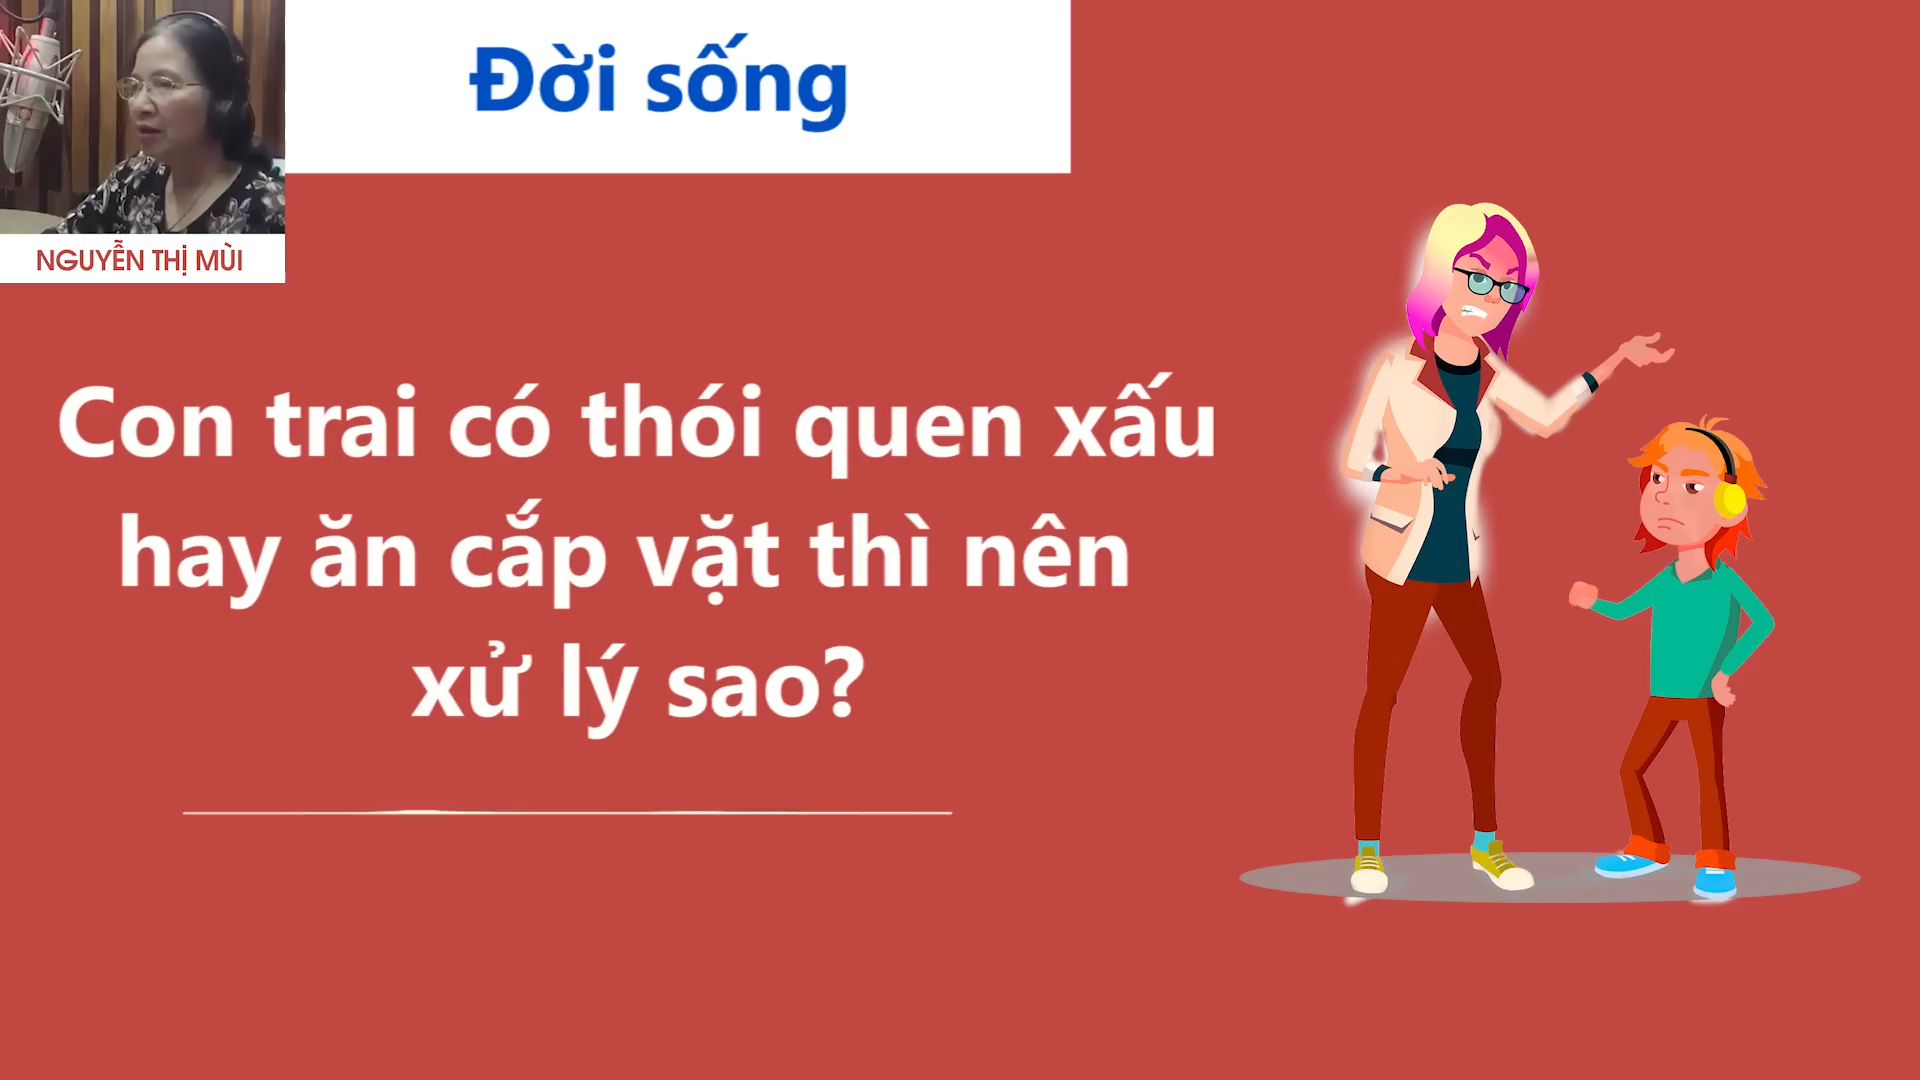 Đời sống
NGUYỄN THỊ MÙI
Con trai có thói quen xấu
hay ăn cắp vặt thì nên
xử lý sao?